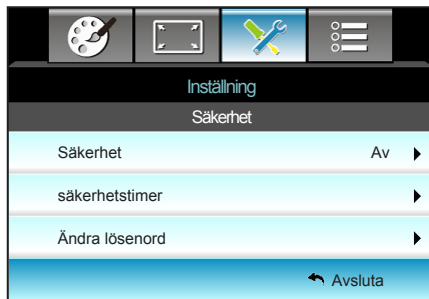 Inställning
Säkerhet
Säkerhet Av
säkerhetstimer
Ändra lösenord
Avsluta